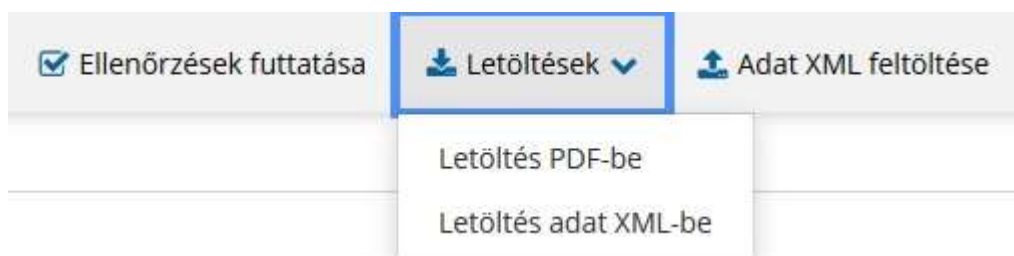 Ellenőrzések futtatása Letöltések Adat XML feltöltése
Letöltés PDF-be
Letöltés adat XML-be